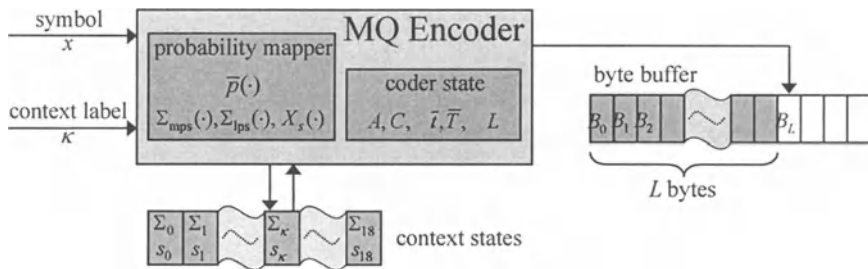 symbol
x
context label
κ
MQ Encoder
probability mapper
p̅(·)
Σmps(·),Σlps(·), Xs(·)
coder state
A, C, t̅,T̅, L
byte buffer
B0 B1 B2 BL
L bytes
Σ0 Σ1 Σκ Σ18
s0 s1 sκ s18
context states